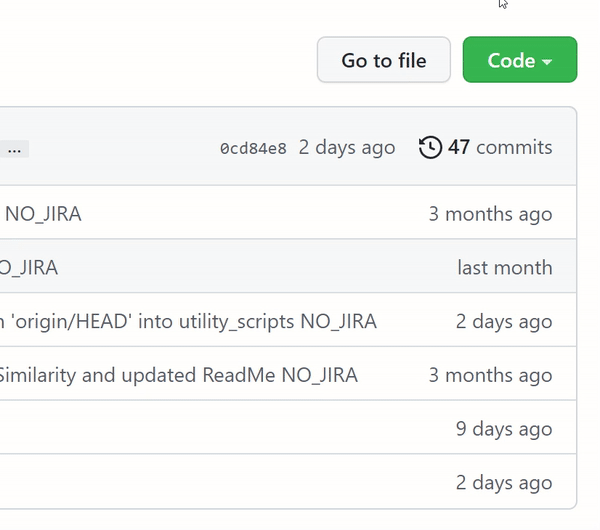 Go to file Code
... 0cd84e8 2 days ago 47 commits
NO_JIRA 3 months ago
O_JIRA last month
'origin/HEAD' into utility_scripts NO_JIRA 2 days ago
Similarity and updated ReadMe NO_JIRA 3 months ago
9 days ago
2 days ago